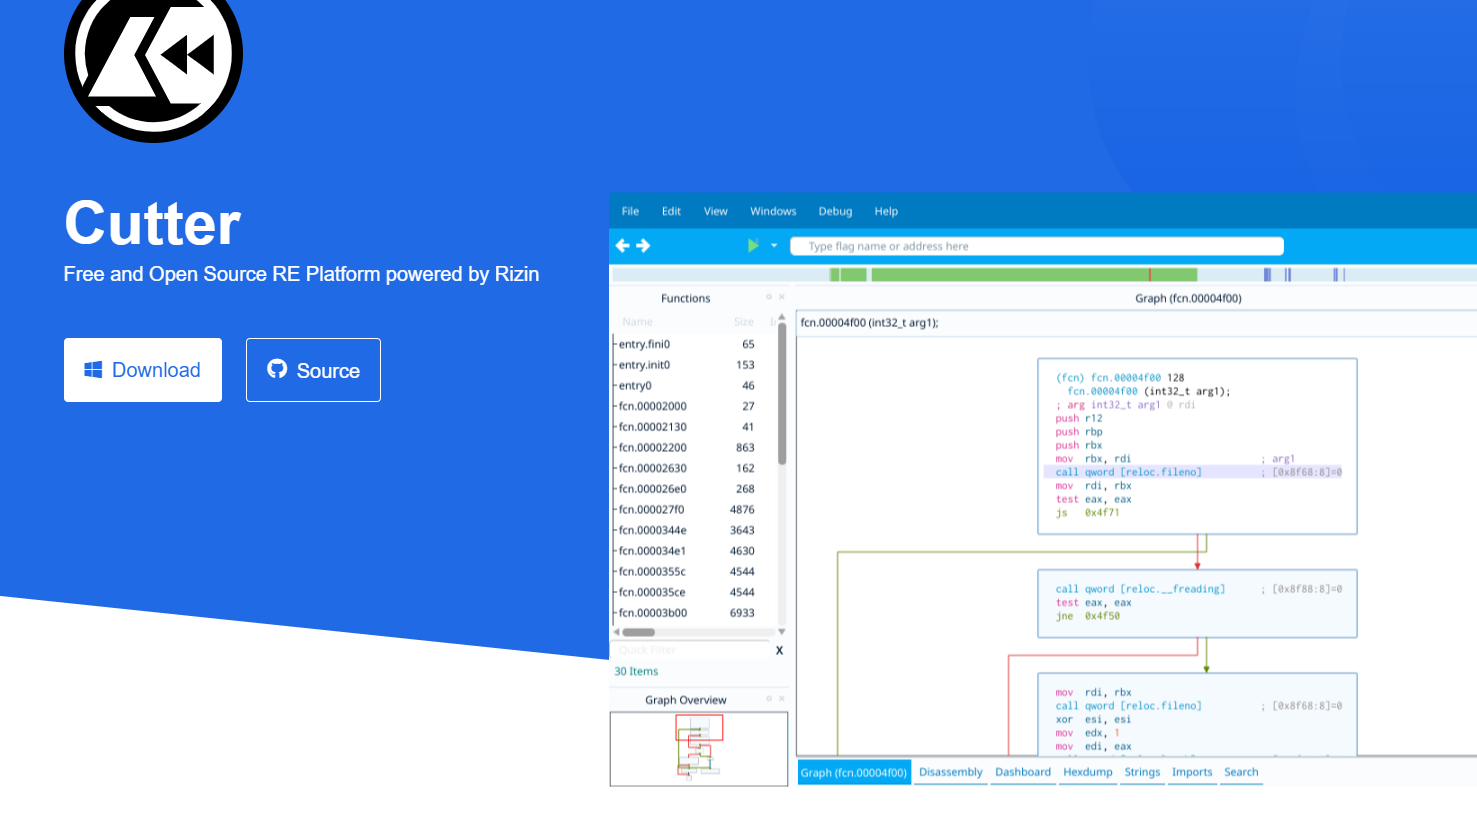 Cutter
Free and Open Source RE Platform powered by Rizin
Download
Source
File Edit View Windows Debug Help
Type flag name or address here
Functions
Name Size
entry.fini0 65
entry.init0 153
entry0 46
fcn.00002000 27
fcn.00002130 41
fcn.00002200 863
fcn.00002630 162
fcn.000026e0 268
fcn.000027f0 4876
fcn.0000344e 3643
fcn.000034e1 4630
fcn.0000355c 4544
fcn.000035ce 4544
fcn.00003b00 6933
Quick Filter X
30 Items
Graph Overview
Graph (fcn.00004f00)
fcn.00004f00 (int32_t arg1);
(fcn) fcn.00004f00 128
fcn.00004f00 (int32_t arg1);
; arg int32_t arg1 @ rdi
push r12
push rbp
push rbx
mov rbx, rdi ; arg1
call qword [reloc.fileno] ; [0x8f68:8]=0
mov rdi, rbx
test eax, eax
js 0x4f71
call qword [reloc.__freading] ; [0x8f88:8]=0
test eax, eax
jne 0x4f50
mov rdi, rbx
call qword [reloc.fileno] ; [0x8f68:8]=0
xor esi, esi
mov edx, 1
mov edi, eax
Graph (fcn.00004f00) Disassembly Dashboard Hexdump Strings Imports Search